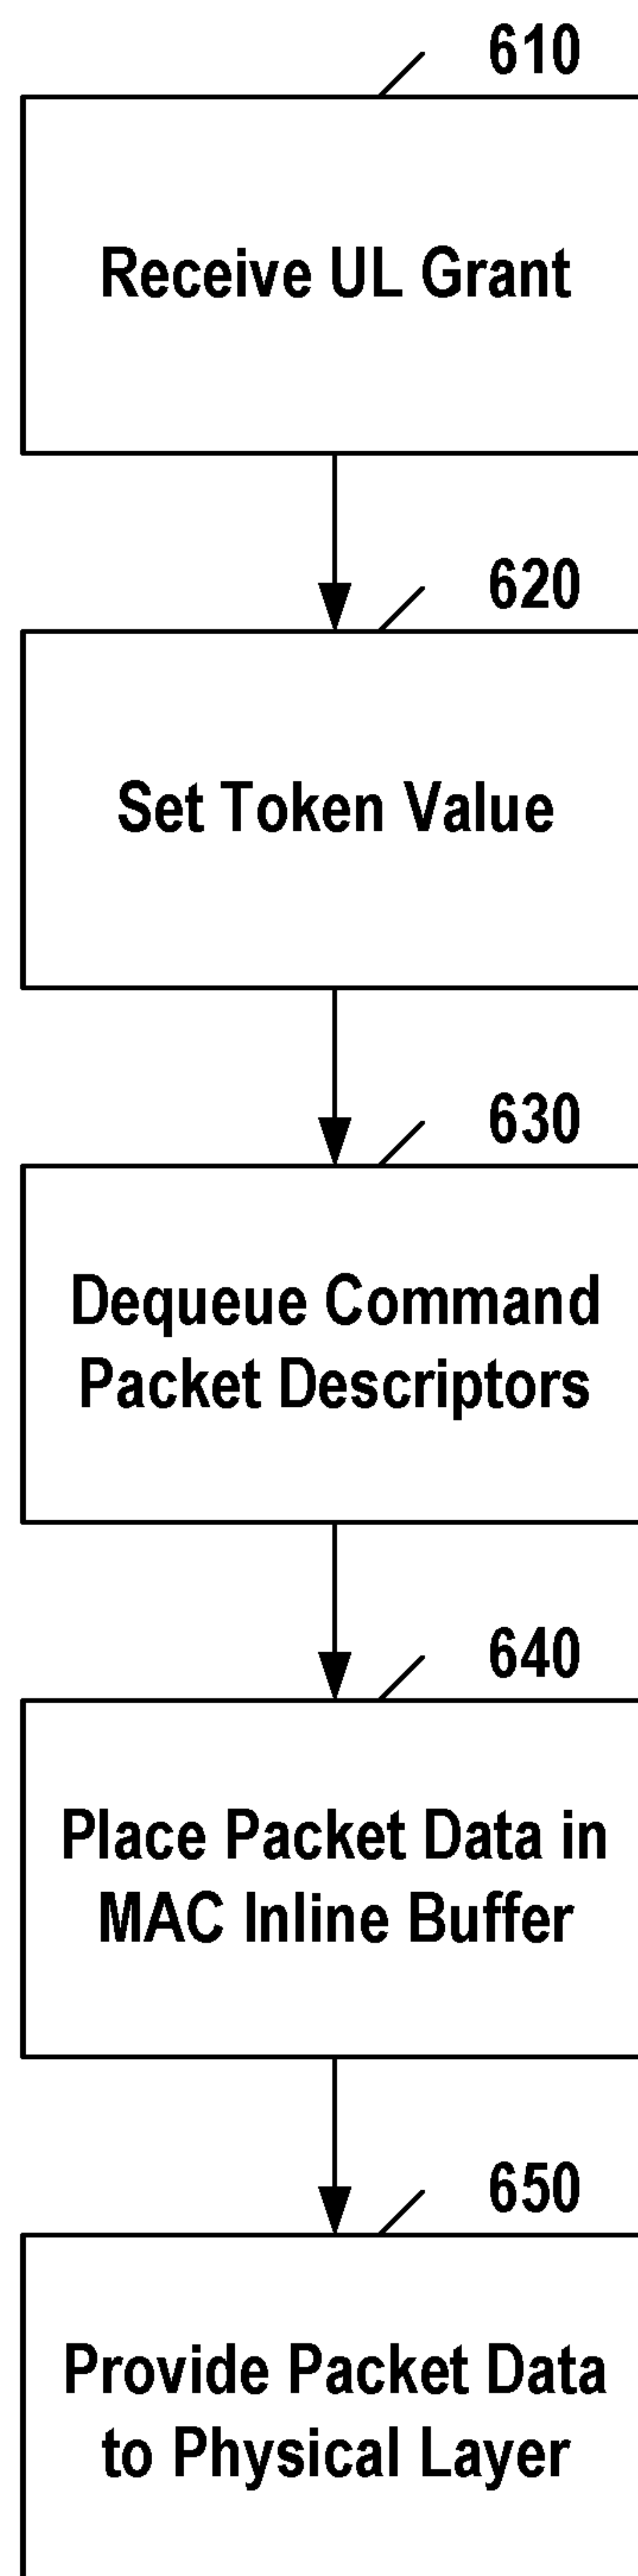 610
Receive UL Grant
620
Set Token Value
630
Dequeue Command
Packet Descriptors
640
Place Packet Data in
MAC Inline Buffer
650
Provide Packet Data
to Physical Layer